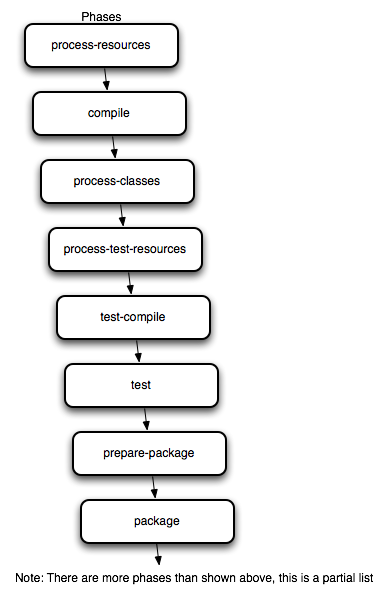 Phases
process-resources
compile
process-classes
process-test-resources
test-compile
test
prepare-package
package
Note: There are more phases than shown above, this is a partial list